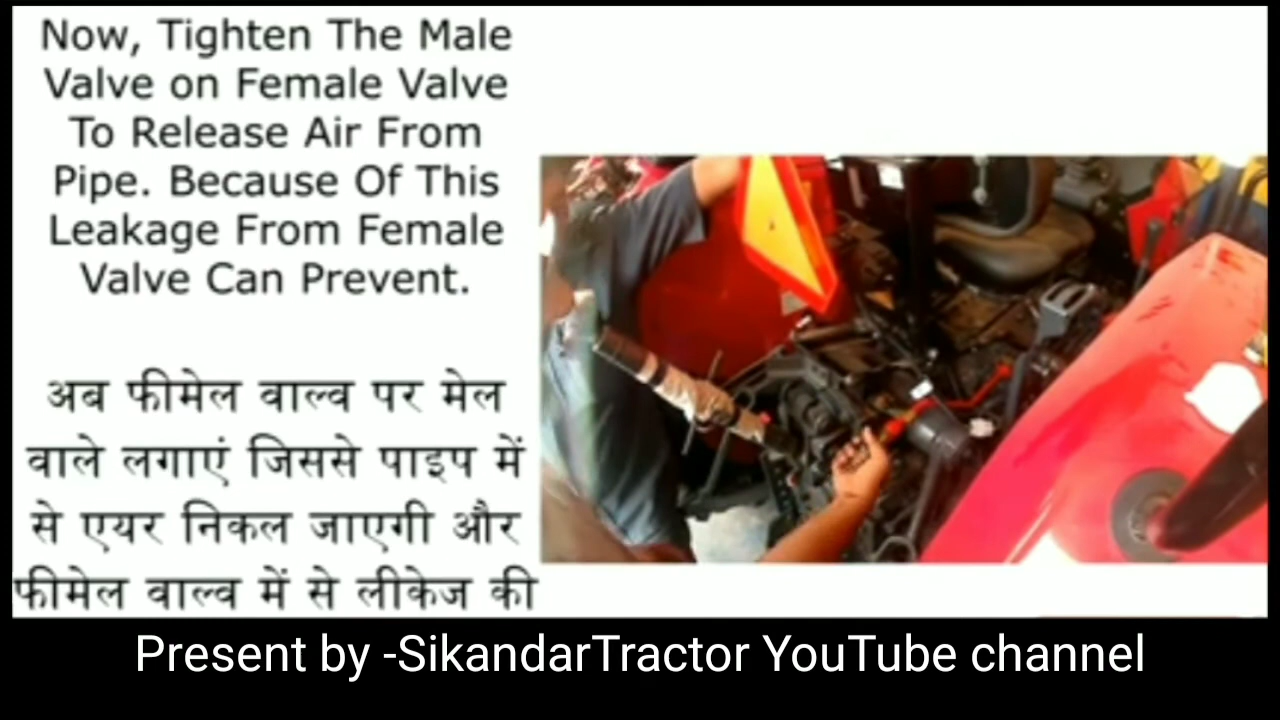 Now, Tighten The Male
Valve on Female Valve
To Release Air From
Pipe. Because Of This
Leakage From Female
Valve Can Prevent.
अब फीमेल वाल्व पर मेल
वाले लगाएं जिससे पाइप में
से एयर निकल जाएगी और
फीमेल वाल्व में से लीकेज की
Present by -SikandarTractor YouTube channel